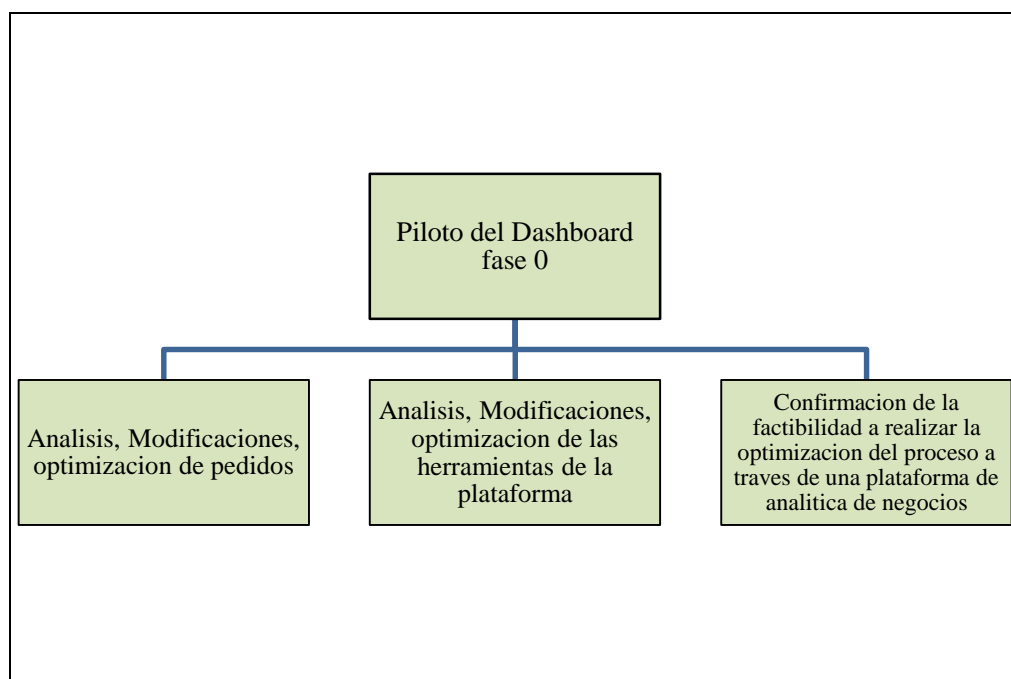 Piloto del Dashboard
fase 0
Analisis, Modificaciones,
optimizacion de pedidos
Analisis, Modificaciones,
optimizacion de las
herramientas de la
plataforma
Confirmacion de la
factibilidad a realizar la
optimizacion del proceso a
traves de una plataforma de
analitica de negocios